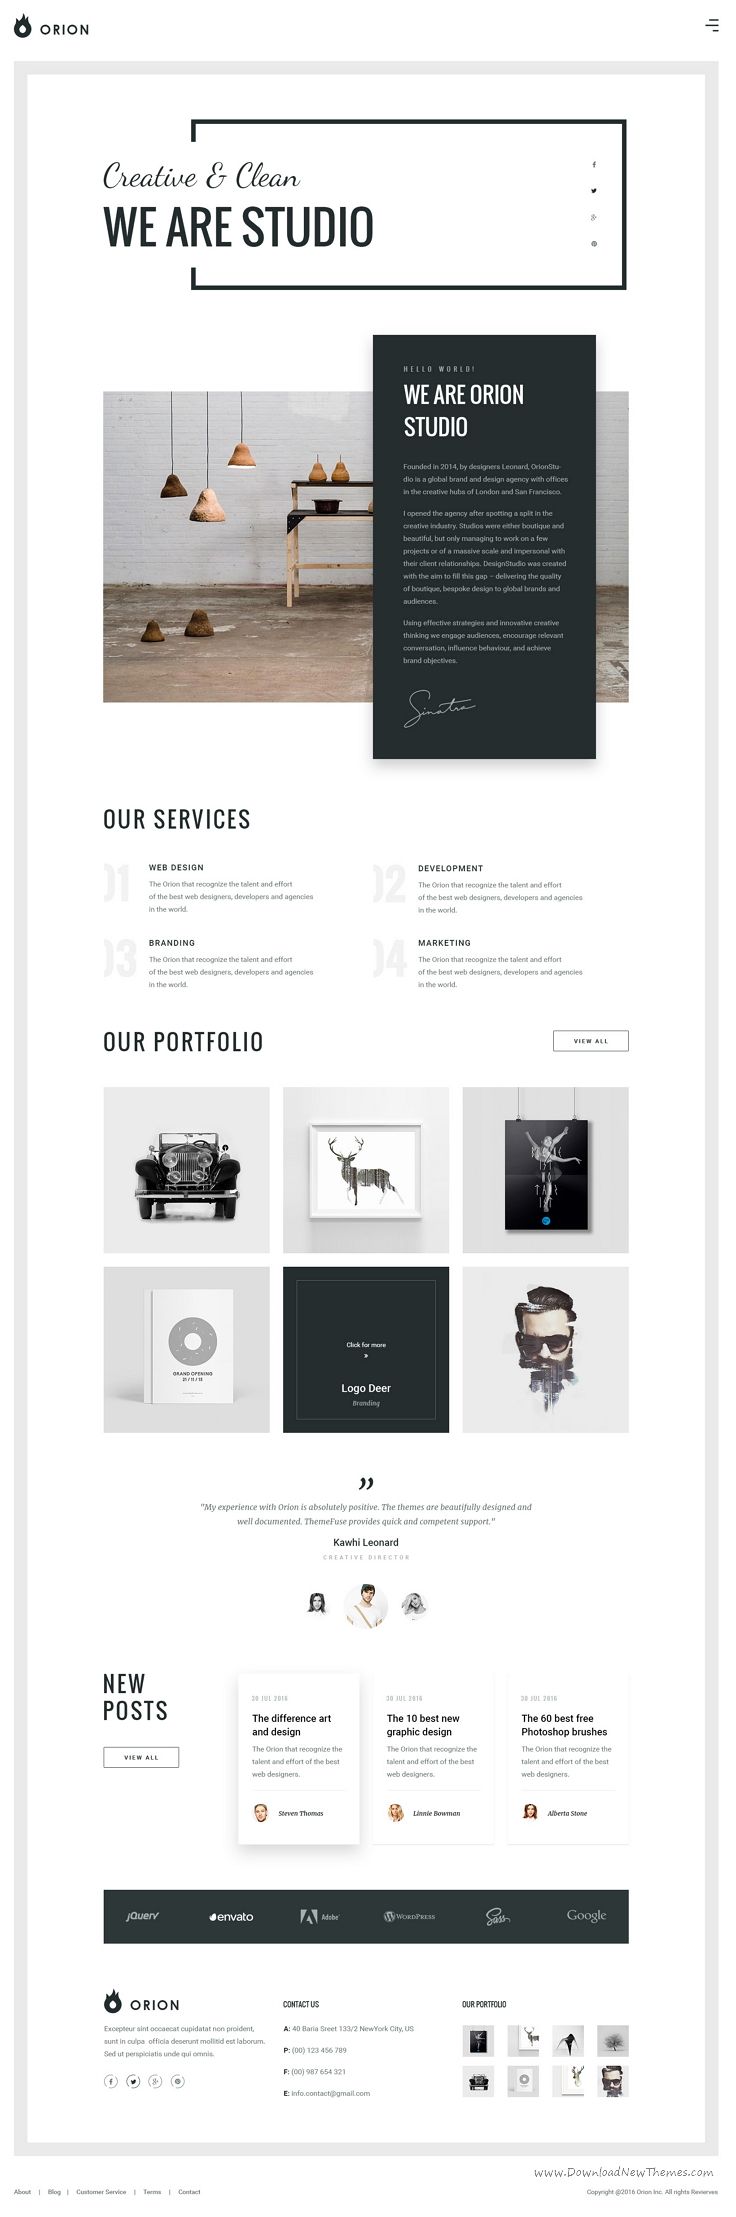 ORION
Creative & Clean
WE ARE STUDIO
HELLO WORLD!
WE ARE ORION
STUDIO
Founded in 2014, by designers Leonard, OrionStu-
dio is a global brand and design agency with offices
in the creative hubs of London and San Francisco.
I opened the agency after spotting a split in the
creative industry. Studios were either boutique and
beautiful, but only managing to work on a few
projects or of a massive scale and impersonal with
their client relationships. DesignStudio was created
with the aim to fill this gap – delivering the quality
of boutique, bespoke design to global brands and
audiences.
Using effective strategies and innovative creative
thinking we engage audiences, encourage relevant
conversation, influence behaviour, and achieve
brand objectives.
Sinatra
OUR SERVICES
01
WEB DESIGN
The Orion that recognize the talent and effort
of the best web designers, developers and agencies
in the world.
02
DEVELOPMENT
The Orion that recognize the talent and effort
of the best web designers, developers and agencies
in the world.
03
BRANDING
The Orion that recognize the talent and effort
of the best web designers, developers and agencies
in the world.
04
MARKETING
The Orion that recognize the talent and effort
of the best web designers, developers and agencies
in the world.
OUR PORTFOLIO
VIEW ALL
GRAND OPENING
21 / 11 / 15
Click for more
»
Logo Deer
Branding
"My experience with Orion is absolutely positive. The themes are beautifully designed and
well documented. ThemeFuse provides quick and competent support."
Kawhi Leonard
CREATIVE DIRECTOR
NEW
POSTS
VIEW ALL
30 JUL 2016
The difference art
and design
The Orion that recognize the
talent and effort of the best
web designers.
Steven Thomas
30 JUL 2016
The 10 best new
graphic design
The Orion that recognize the
talent and effort of the best
web designers.
Linnie Bowman
30 JUL 2016
The 60 best free
Photoshop brushes
The Orion that recognize the
talent and effort of the best
web designers.
Alberta Stone
jQuery
envato
Adobe
WORDPRESS
Sass
Google
ORION
Excepteur sint occaecat cupidatat non proident,
sunt in culpa officia deserunt mollitid est laborum.
Sed ut perspiciatis unde qui omnis.
CONTACT US
A: 40 Baria Sreet 133/2 NewYork City, US
P: (00) 123 456 789
F: (00) 987 654 321
E: info.contact@gmail.com
OUR PORTFOLIO
www.DownloadNewThemes.com
About | Blog | Customer Service | Terms | Contact
Copyright @2016 Orion Inc. All rights Reverves